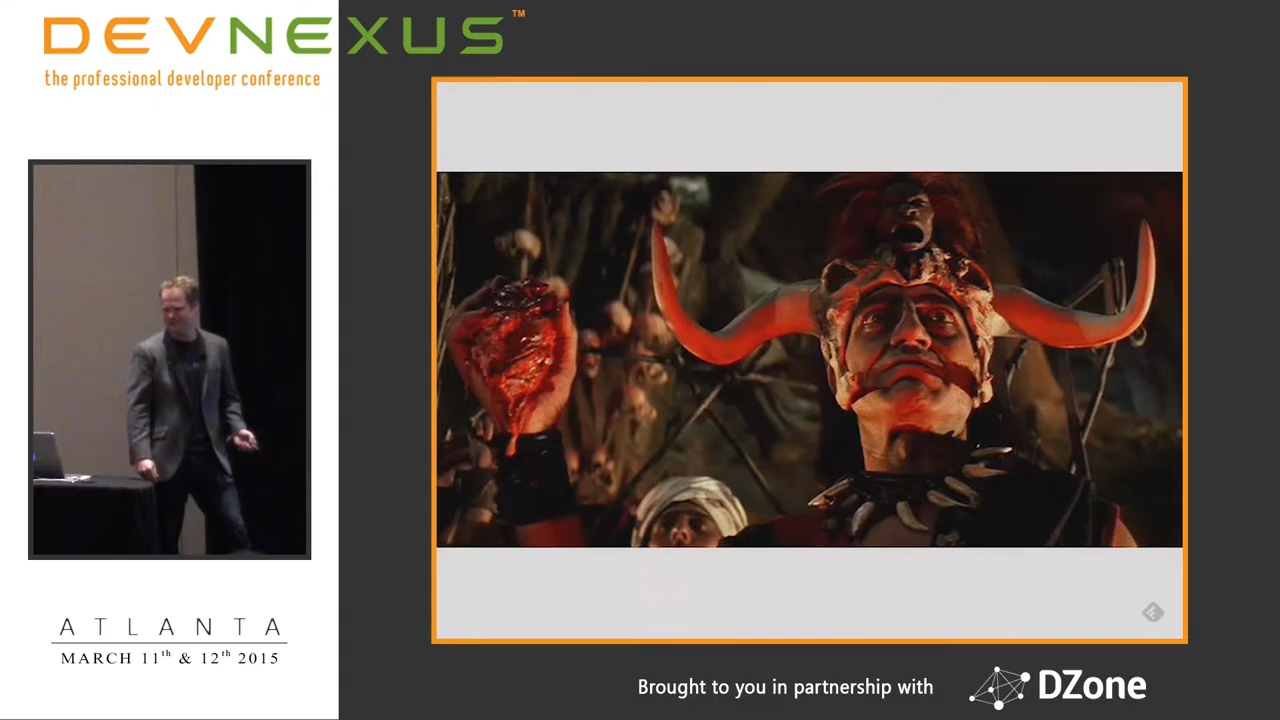 DEVNEXUS™
the professional developer conference
ATLANTA
MARCH 11th & 12th 2015
Brought to you in partnership with
DZone